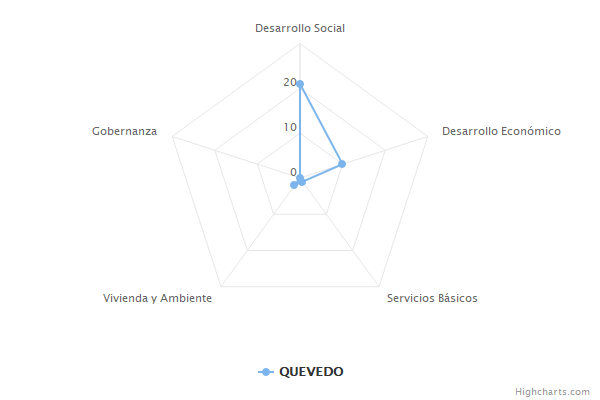 Desarrollo Social
20
Gobernanza
Desarrollo Económico
10
0
Vivienda y Ambiente
Servicios Básicos
QUEVEDO
Highcharts.com